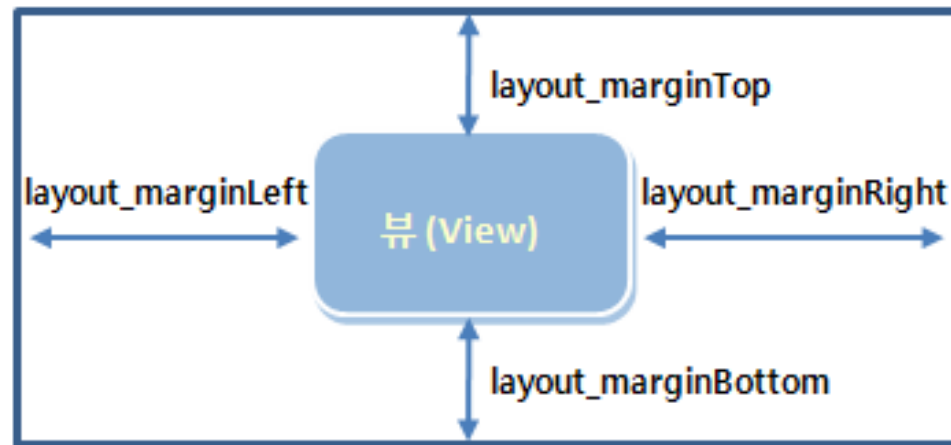 layout_marginTop
layout_marginLeft
layout_marginRight
뷰 (View)
layout_marginBottom